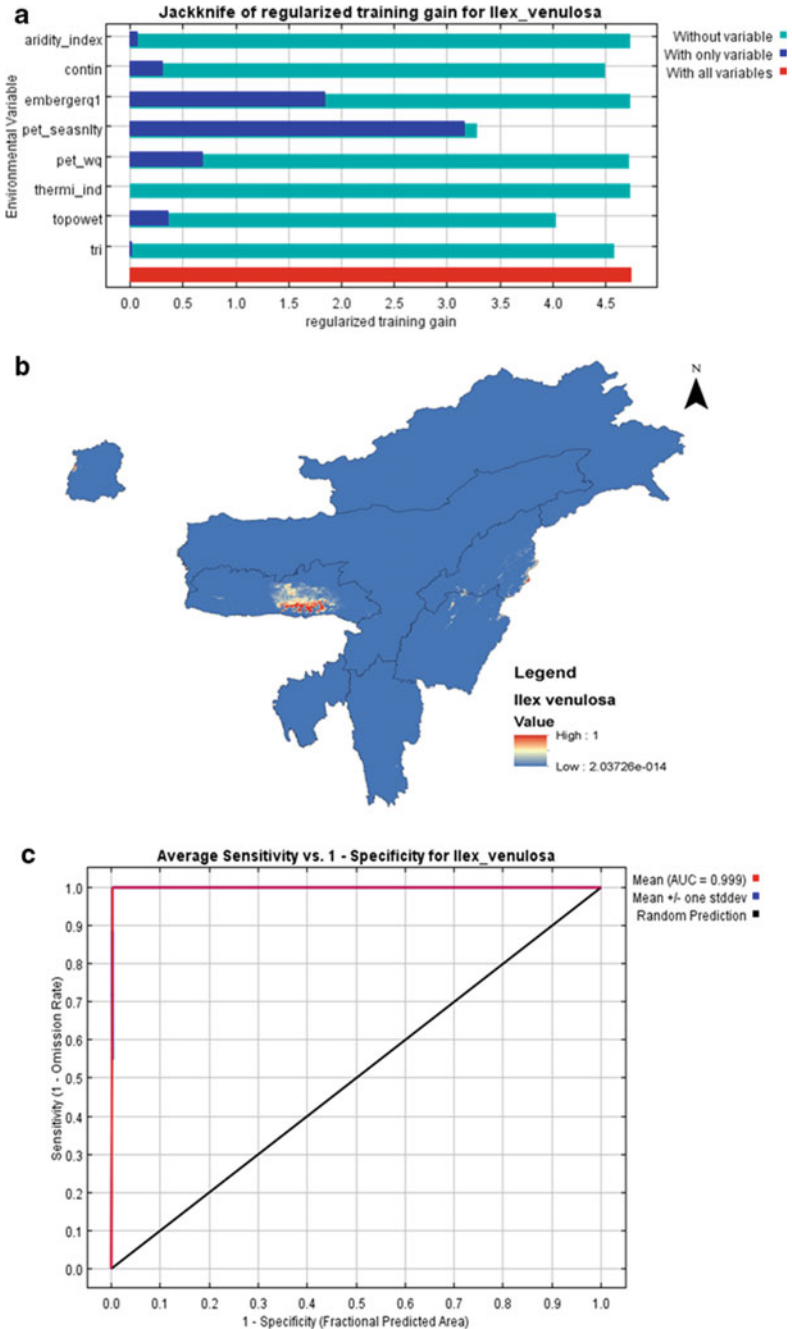 a
Jackknife of regularized training gain for Ilex_venulosa
Environmental Variable
aridity_index
contin
embergerq1
pet_seasnlty
pet_wq
thermi_ind
topowet
tri
Without variable
With only variable
With all variables
0.0 0.5 1.0 1.5 2.0 2.5 3.0 3.5 4.0 4.5
regularized training gain
b
N
Legend
Ilex venulosa
Value
High : 1
Low : 2.03726e-014
c
Average Sensitivity vs. 1 - Specificity for Ilex_venulosa
Sensitivity (1 - Omission Rate)
1.0
0.9
0.8
0.7
0.6
0.5
0.4
0.3
0.2
0.1
0.0
Mean (AUC = 0.999)
Mean +/- one stddev
Random Prediction
0.0 0.1 0.2 0.3 0.4 0.5 0.6 0.7 0.8 0.9 1.0
1 - Specificity (Fractional Predicted Area)